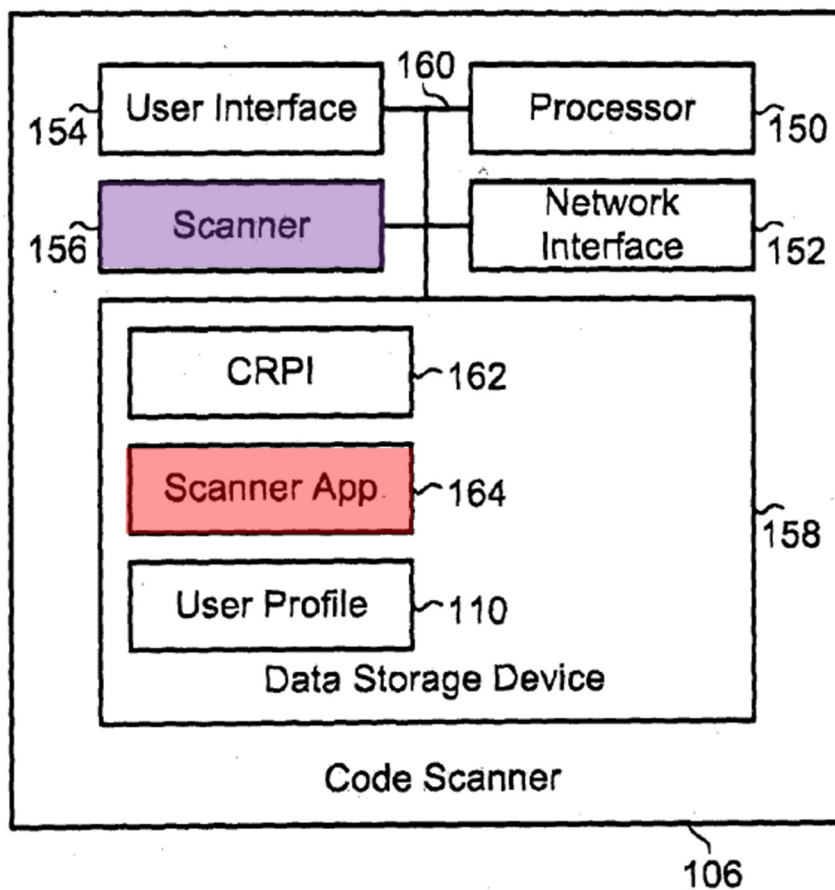 160
User Interface
154
Processor
150
Scanner
156
Network
Interface
152
CRPI
162
Scanner App
164
User Profile
110
Data Storage Device
158
Code Scanner
106